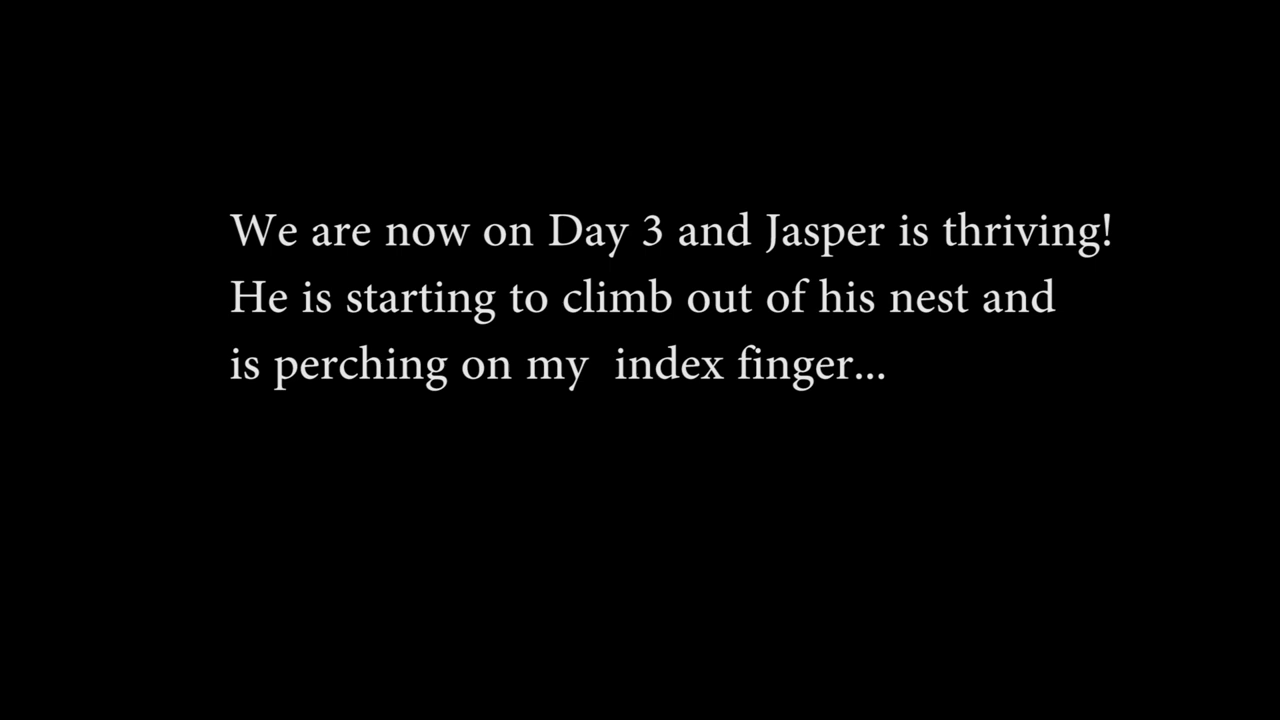 We are now on Day 3 and Jasper is thriving!
He is starting to climb out of his nest and
is perching on my  index finger...